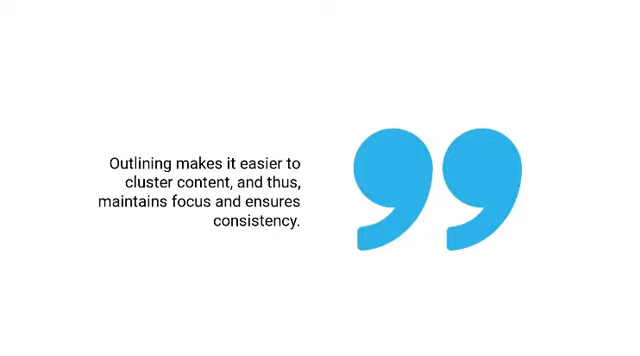 Outlining makes it easier to
cluster content, and thus,
maintains focus and ensures
consistency.